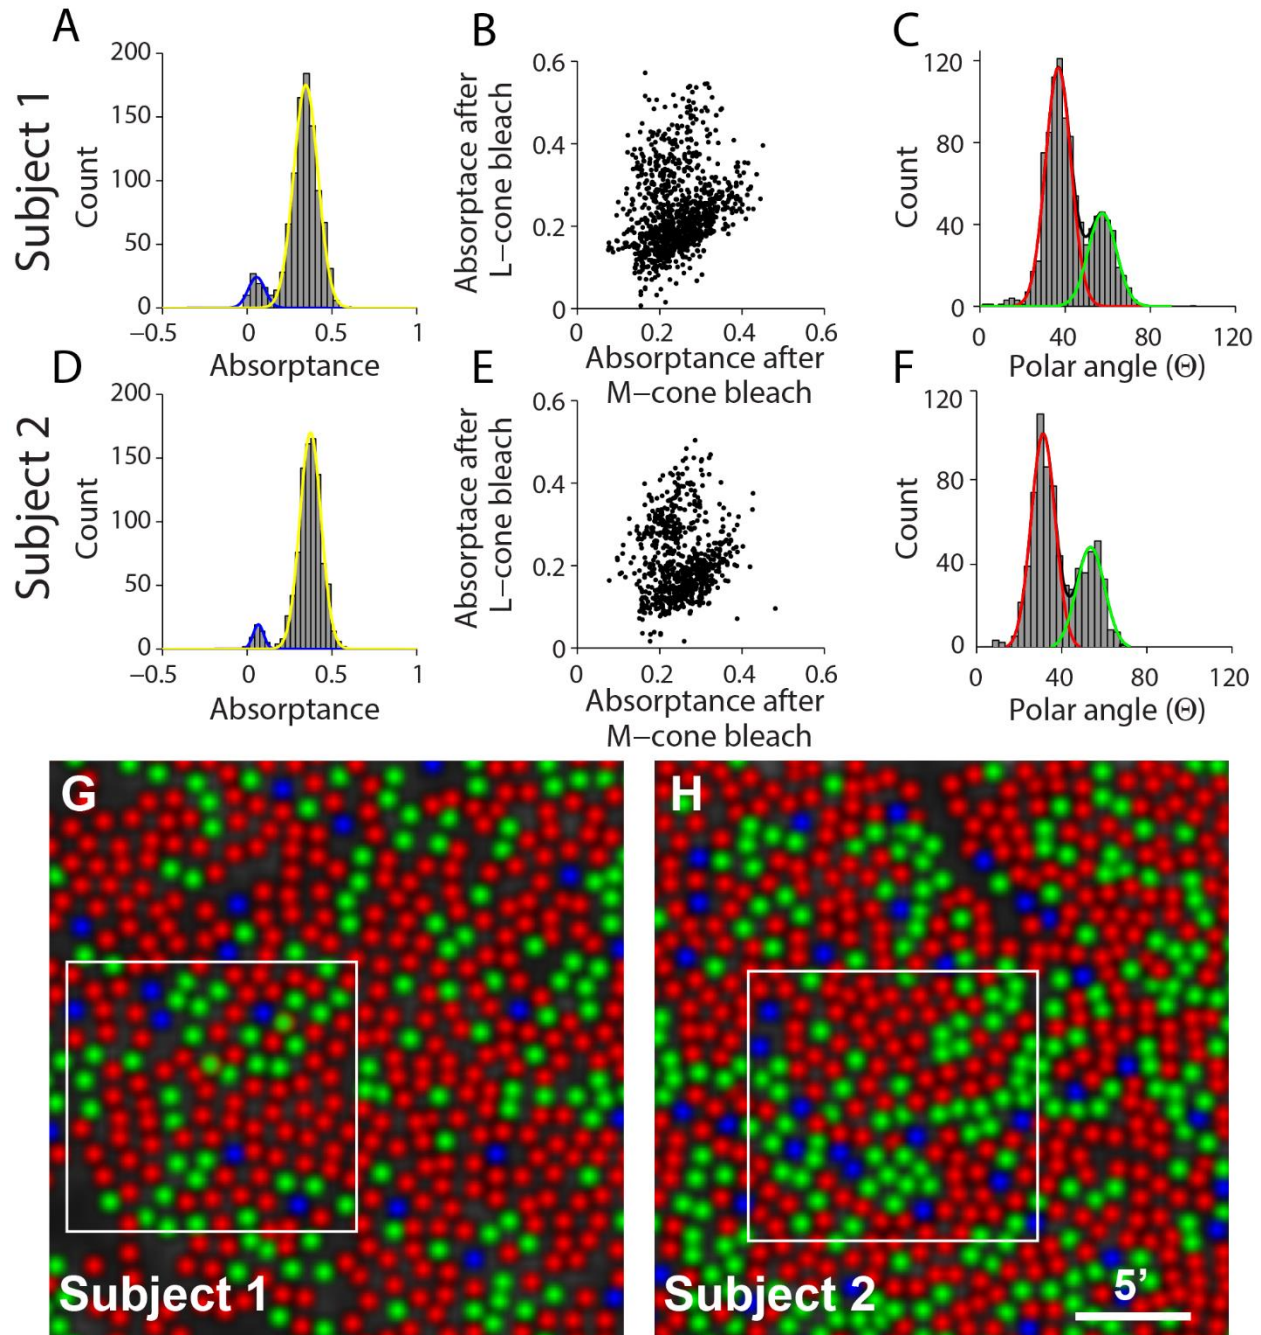 A
B
C
Subject 1
Count
200
150
100
50
0
−0.5
0
0.5
1
Absorptance
Absorptace after
L−cone bleach
0.6
0.4
0.2
0
0
0.2
0.4
0.6
Absorptance after
M−cone bleach
Count
120
80
40
0
0
40
80
120
Polar angle (Θ)
D
E
F
Subject 2
Count
200
150
100
50
0
−0.5
0
0.5
1
Absorptance
Absorptace after
L−cone bleach
0.6
0.4
0.2
0
0
0.2
0.4
0.6
Absorptance after
M−cone bleach
Count
120
80
40
0
0
40
80
120
Polar angle (Θ)
G
Subject 1
H
Subject 2
5’